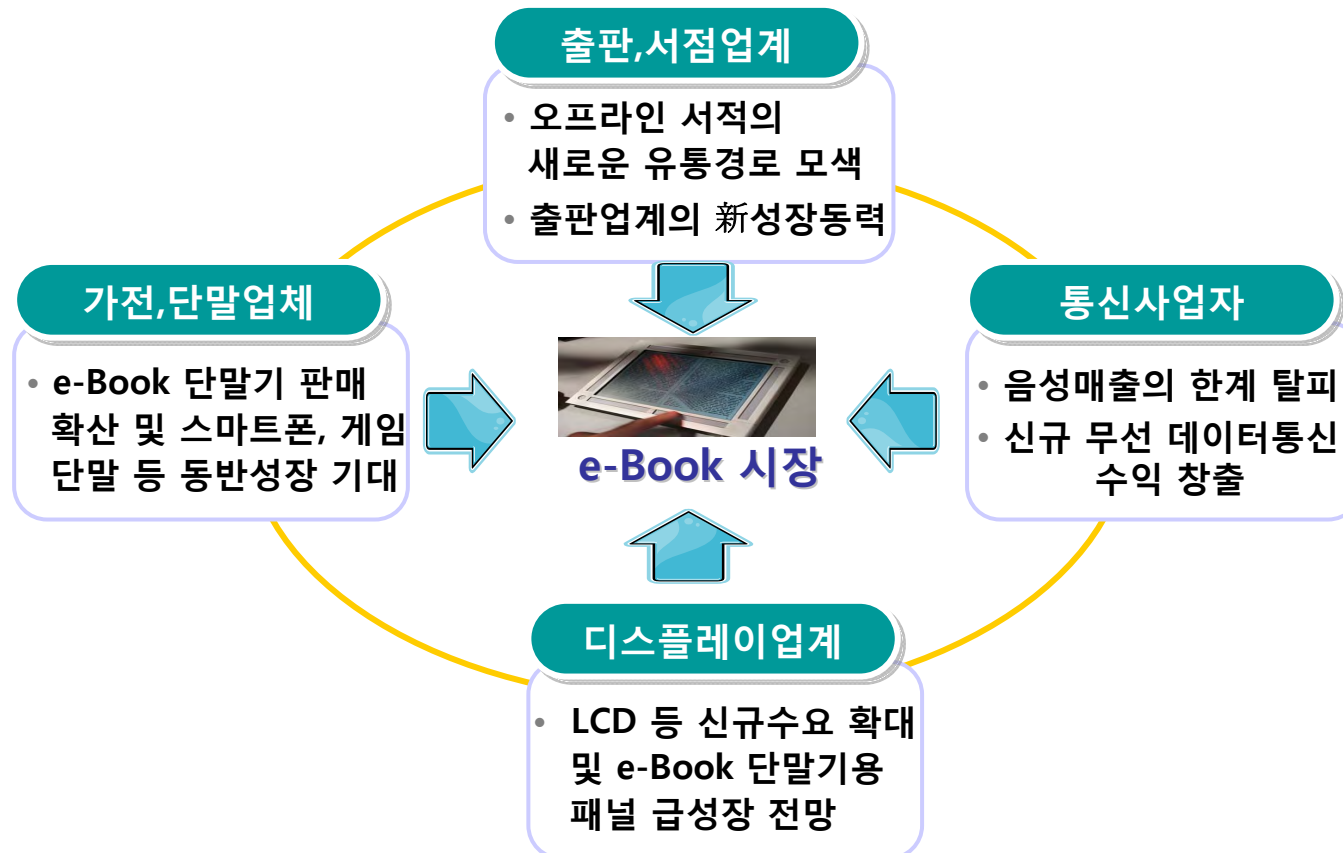 출판,서점업계
• 오프라인 서적의
새로운 유통경로 모색
• 출판업계의 新성장동력
가전,단말업체
• e-Book 단말기 판매
확산 및 스마트폰, 게임
단말 등 동반성장 기대
e-Book 시장
통신사업자
• 음성매출의 한계 탈피
• 신규 무선 데이터통신
수익 창출
디스플레이업계
• LCD 등 신규수요 확대
및 e-Book 단말기용
패널 급성장 전망